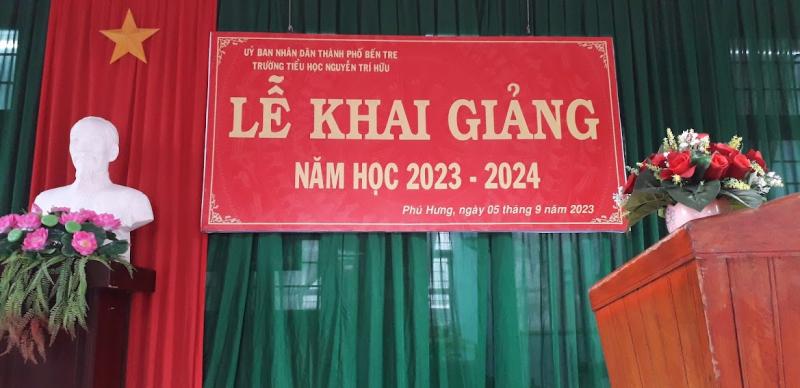 UỶ BAN NHÂN DÂN THÀNH PHỐ BẾN TRE
TRƯỜNG TIỂU HỌC NGUYỄN TRÍ HỮU
LỄ KHAI GIẢNG
NĂM HỌC 2023 - 2024
Phú Hưng, ngày 05 tháng 9 năm 2023